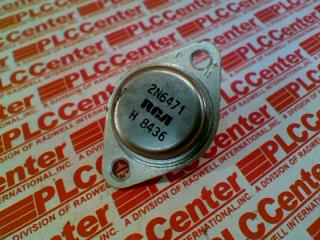 PLCCenter
A DIVISION OF RADWELL INTERNATIONAL, INC.
2N6471
RCA
H 8436